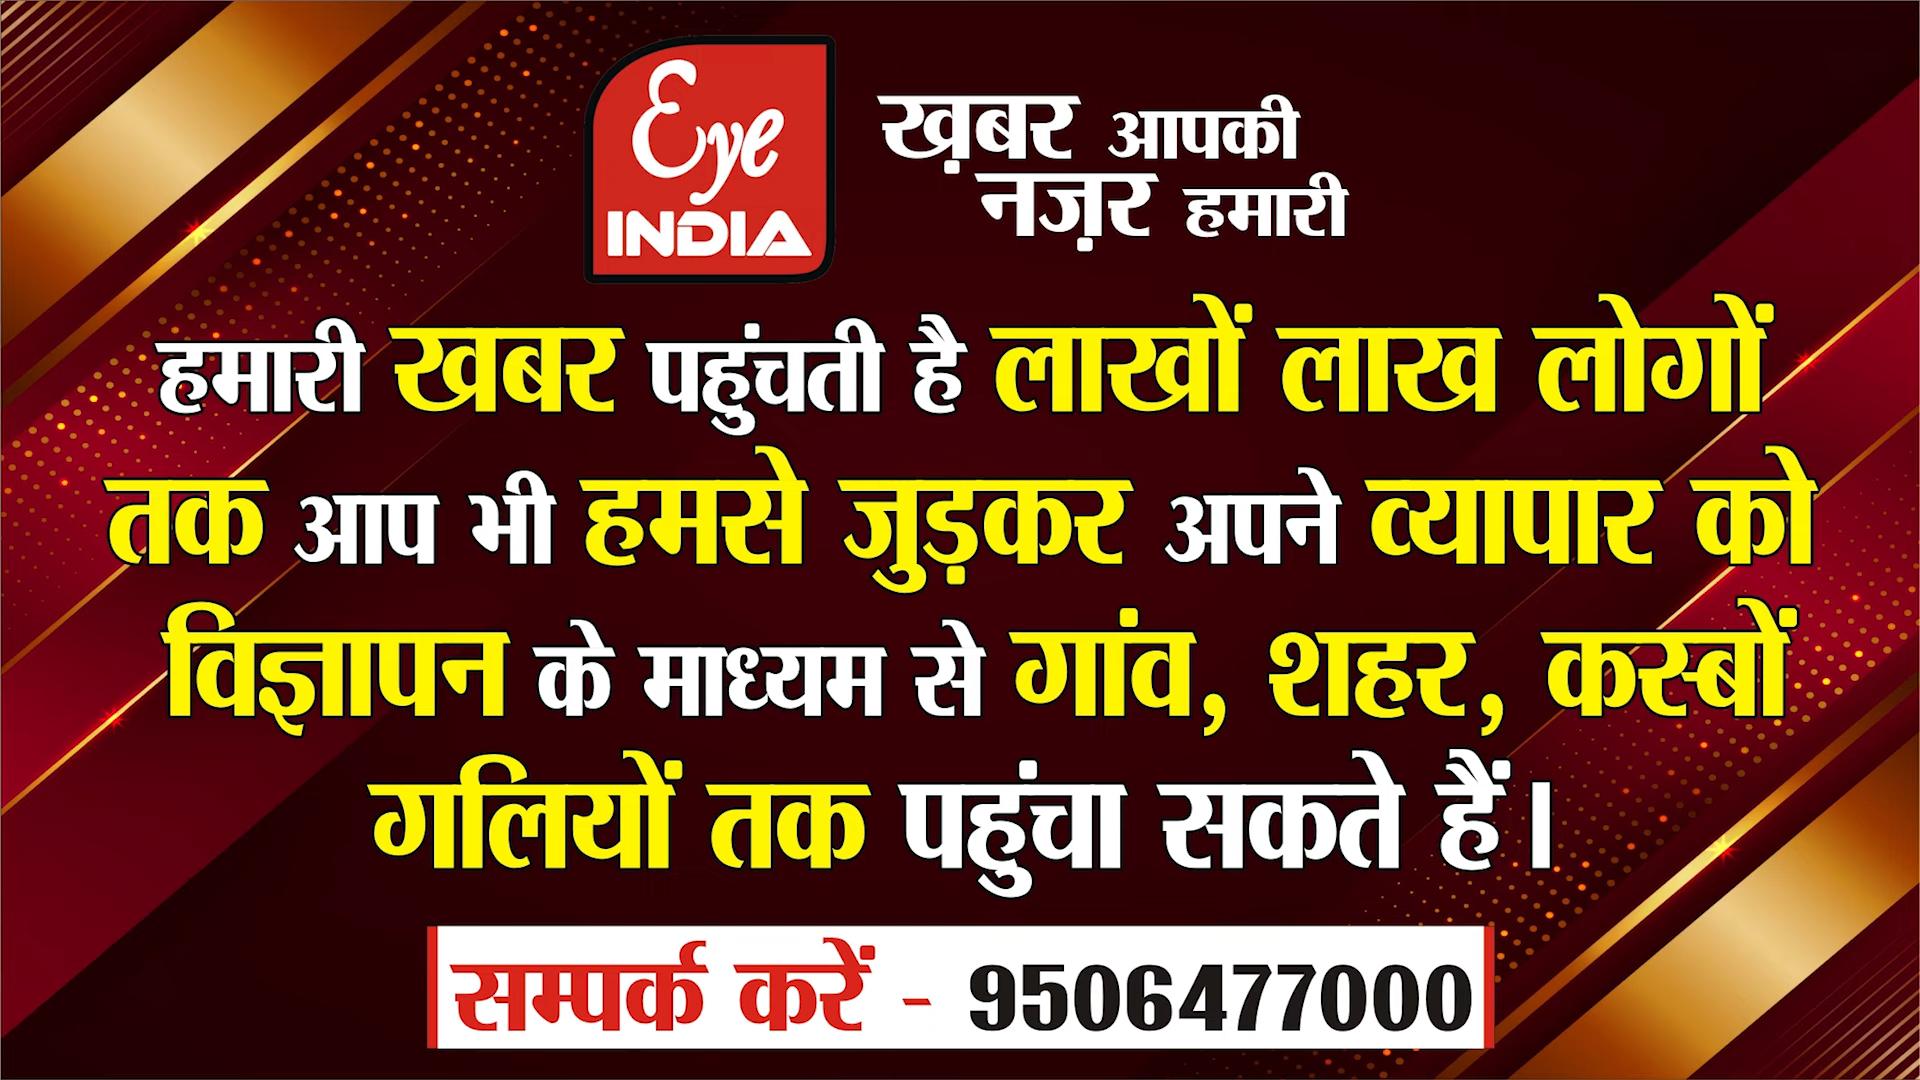 Eye
INDIA
ख़बर आपकी
नज़र हमारी
हमारी खबर पहुंचती है लाखों लाख लोगों
तक आप भी हमसे जुड़कर अपने व्यापार को
विज्ञापन के माध्यम से गांव, शहर, कस्बों
गलियों तक पहुंचा सकते हैं।
सम्पर्क करें - 9506477000